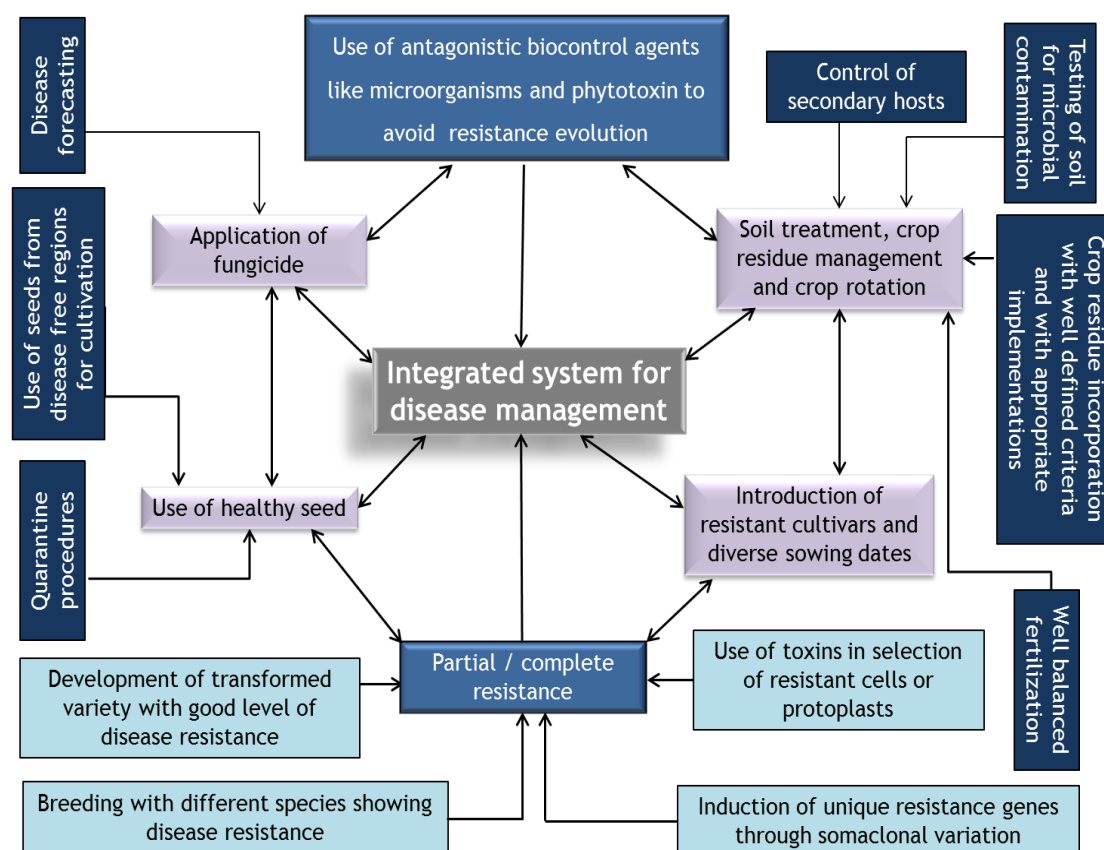 Disease
forecasting
Use of antagonistic biocontrol agents
like microorganisms and phytotoxin to
avoid resistance evolution
Control of
secondary hosts
Testing of soil
for microbial
contamination
Use of seeds from
disease free regions
for cultivation
Application of
fungicide
Soil treatment, crop
residue management
and crop rotation
Crop residue incorporation
with well defined criteria
and with appropriate
implementations
Integrated system for
disease management
Quarantine
procedures
Use of healthy seed
Introduction of
resistant cultivars and
diverse sowing dates
Well balanced
fertilization
Partial / complete
resistance
Development of transformed
variety with good level of
disease resistance
Use of toxins in selection
of resistant cells or
protoplasts
Breeding with different species showing
disease resistance
Induction of unique resistance genes
through somaclonal variation